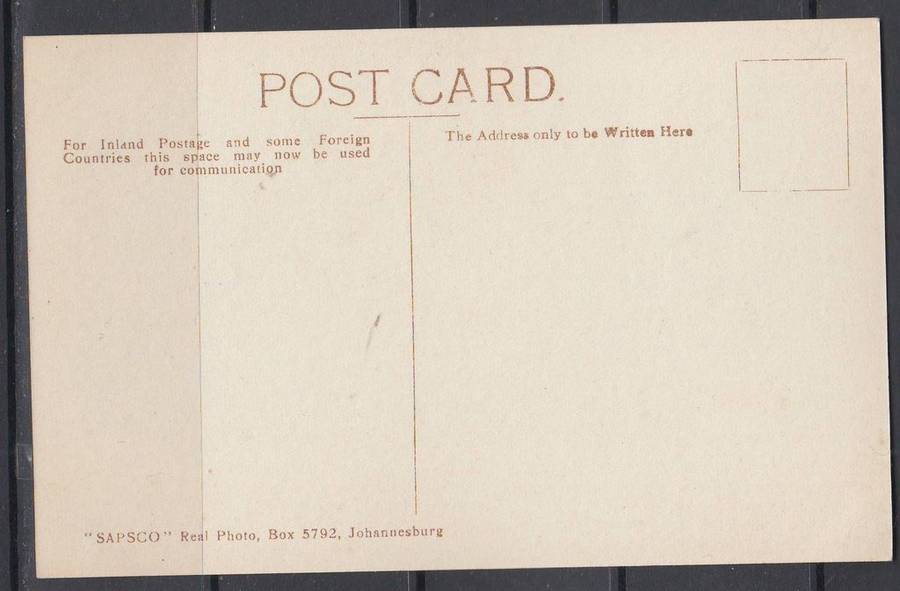 POST CARD.
For Inland Postage and some Foreign
Countries this space may now be used
for communication
The Address only to be Written Here
"SAPSCO" Real Photo, Box 5792, Johannesburg